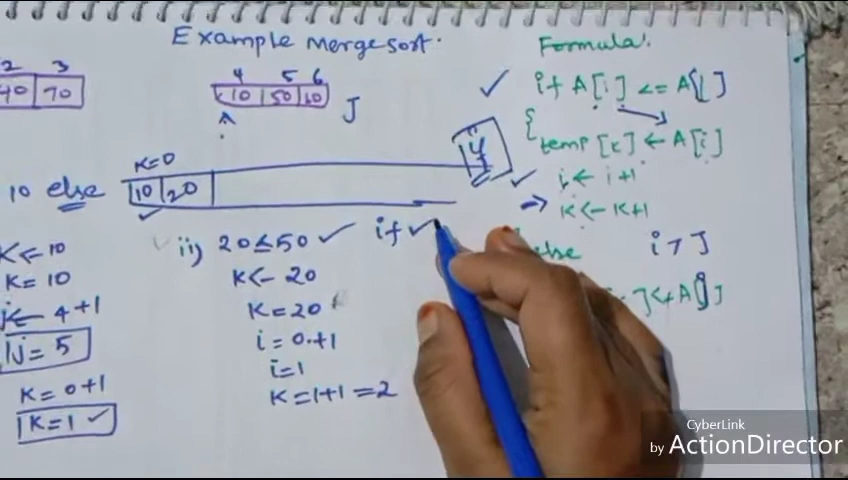 Example Mergesort.
Formula.
2 3
40 70
4 5 6
10 50 60
J
if A[i] <= A[
{
temp [k] ← A[i]
i ← i+1
→ K ← K+1
else i > J
] ← A[j]
K=0
10 20
if
10 else
K ← 10
K = 10
j ← 4+1
j = 5
K = 0+1
K = 1 ✓
ii) 20 ≤ 50 ✓ if ✓
K ← 20
K = 20
i = 0+1
i = 1
K = 1+1 = 2
CyberLink
by ActionDirector